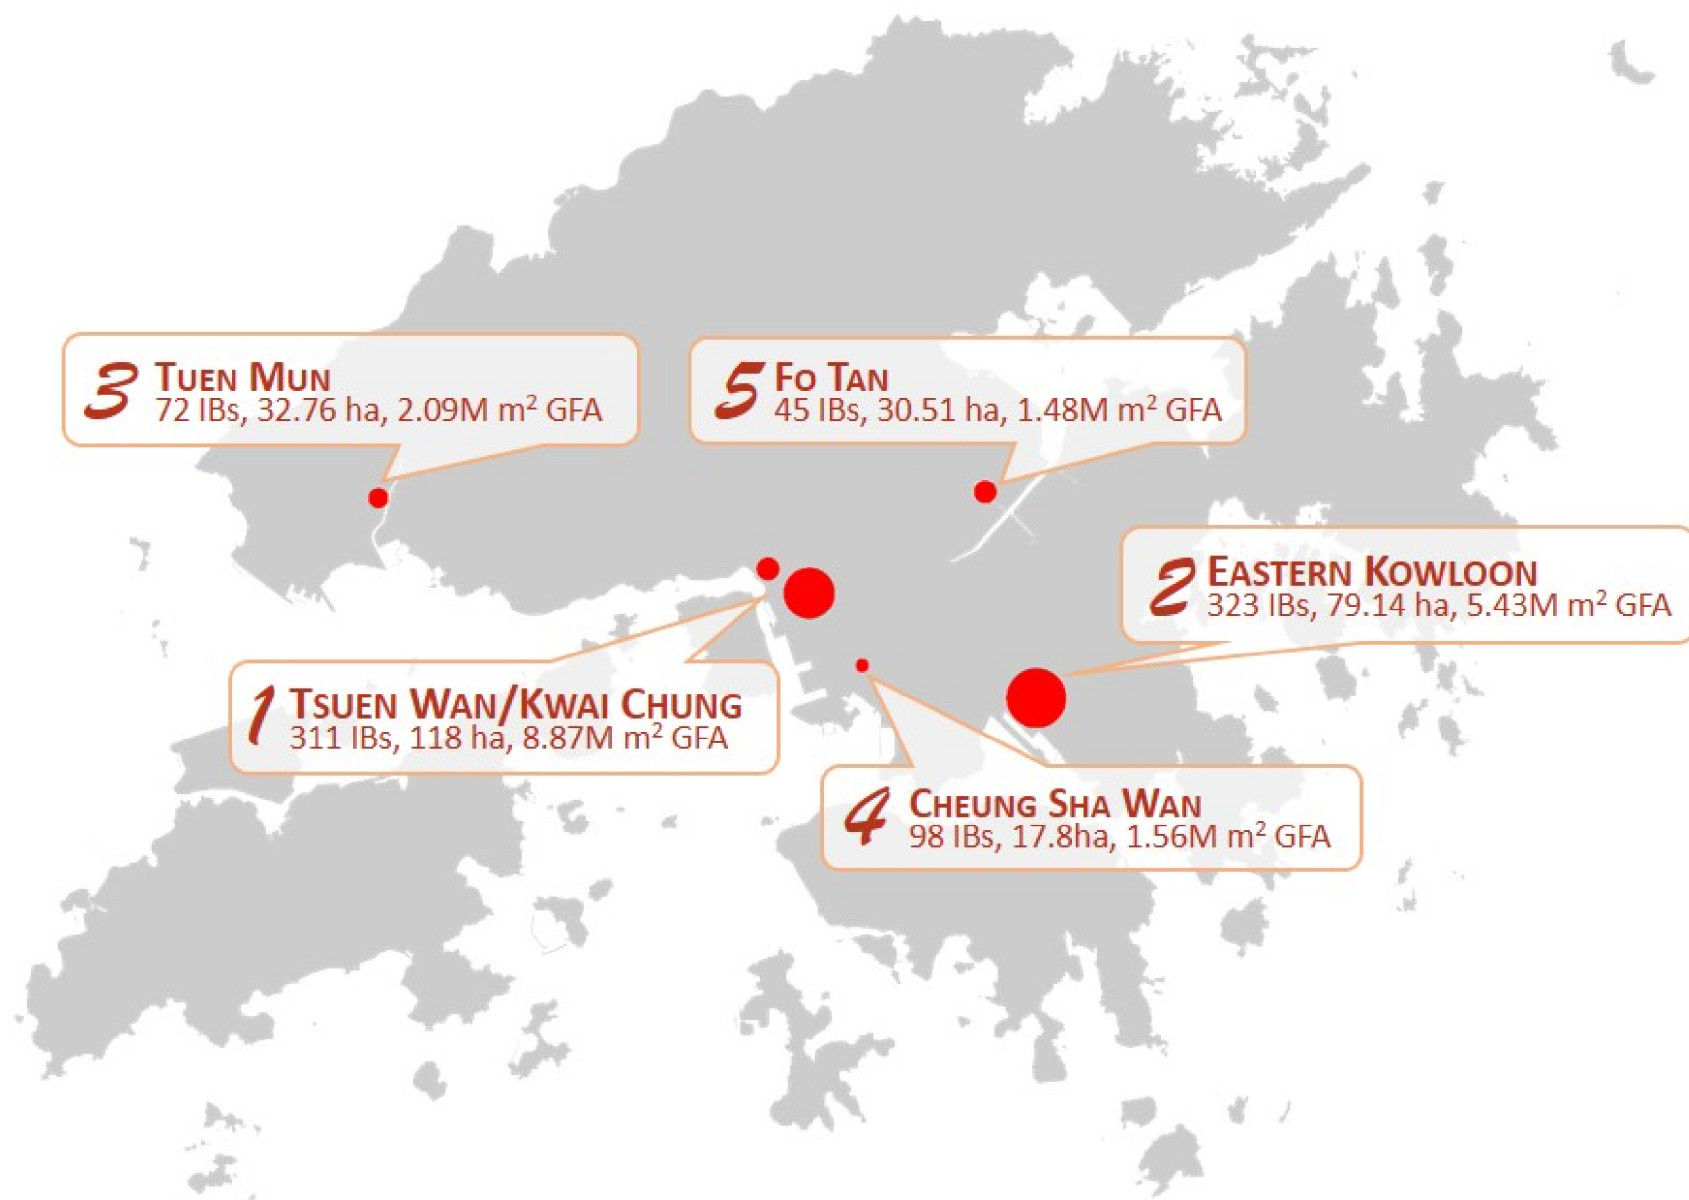 3 TUEN MUN
72 IBs, 32.76 ha, 2.09M m² GFA
5 FO TAN
45 IBs, 30.51 ha, 1.48M m² GFA
2 EASTERN KOWLOON
323 IBs, 79.14 ha, 5.43M m² GFA
1 TSUEN WAN/KWAI CHUNG
311 IBs, 118 ha, 8.87M m² GFA
4 CHEUNG SHA WAN
98 IBs, 17.8ha, 1.56M m² GFA